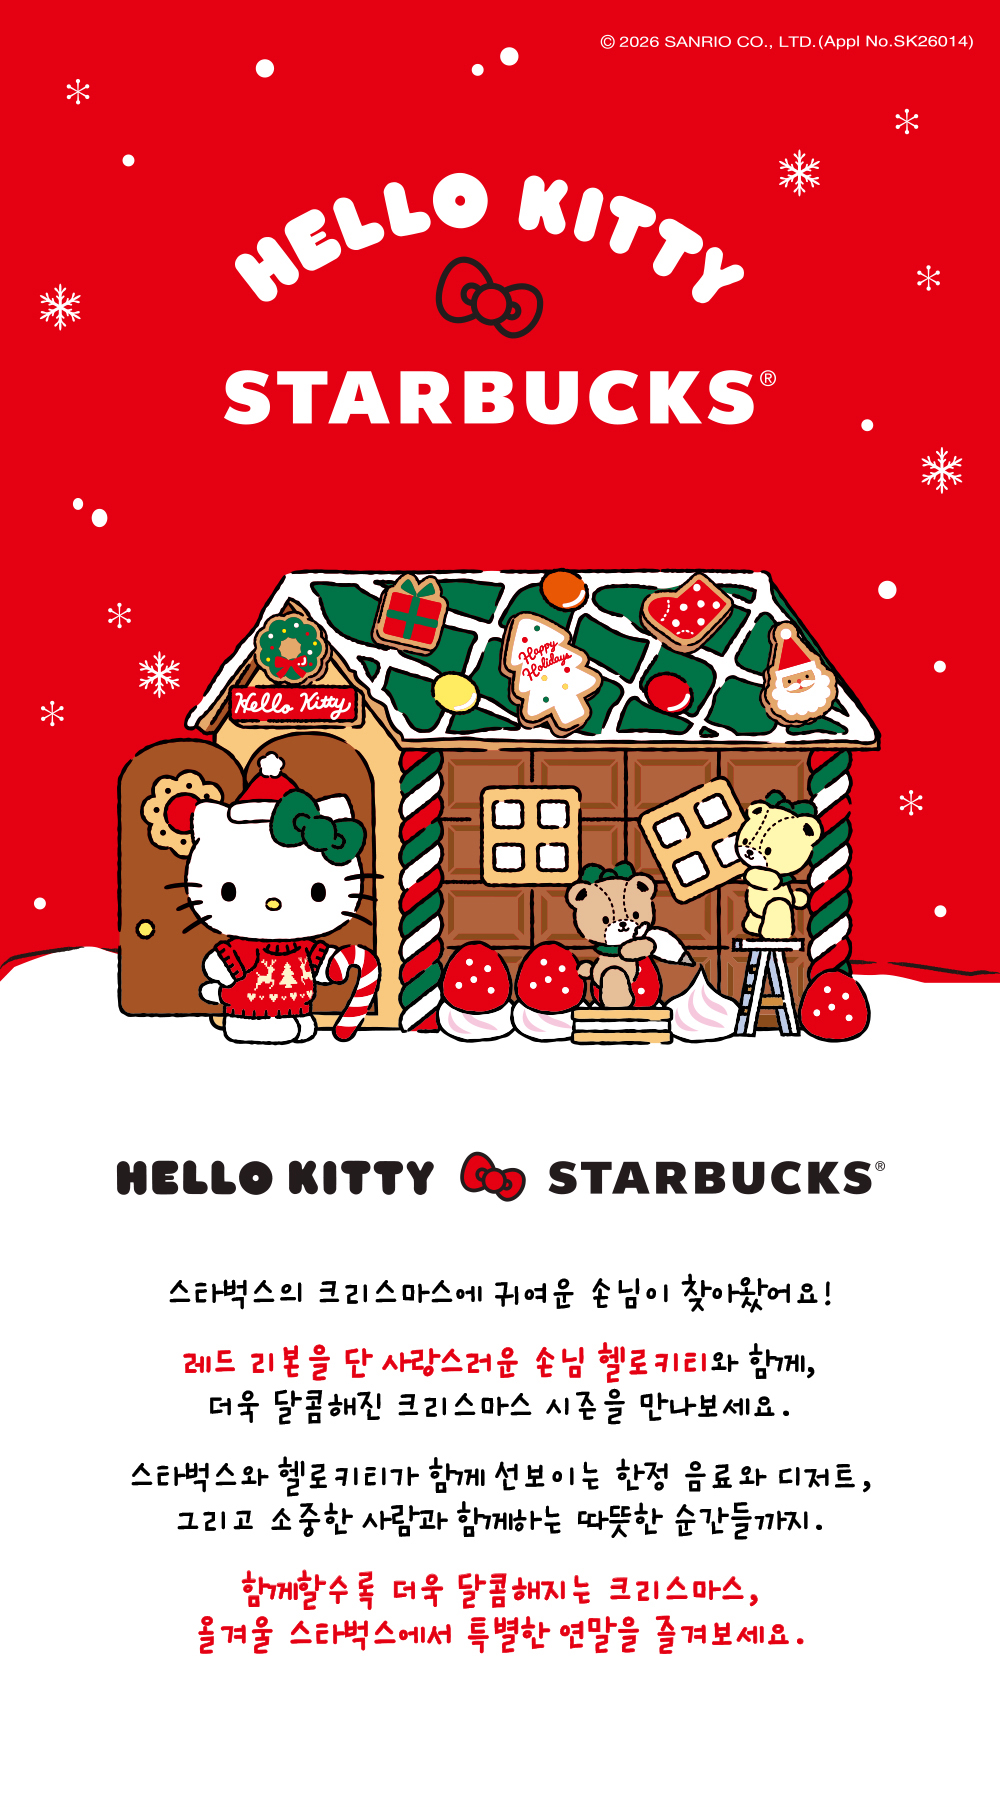 © 2026 SANRIO CO., LTD.(Appl No.SK26014)
HELLO KITTY
STARBUCKS®
Happy
Holidays
Hello Kitty
HELLO KITTY STARBUCKS®
스타벅스의 크리스마스에 귀여운 손님이 찾아왔어요!
레드 리본을 단 사랑스러운 손님 헬로키티와 함께,
더욱 달콤해진 크리스마스 시즌을 만나보세요.
스타벅스와 헬로키티가 함께 선보이는 한정 음료와 디저트,
그리고 소중한 사람과 함께하는 따뜻한 순간들까지.
함께할수록 더욱 달콤해지는 크리스마스,
올겨울 스타벅스에서 특별한 연말을 즐겨보세요.